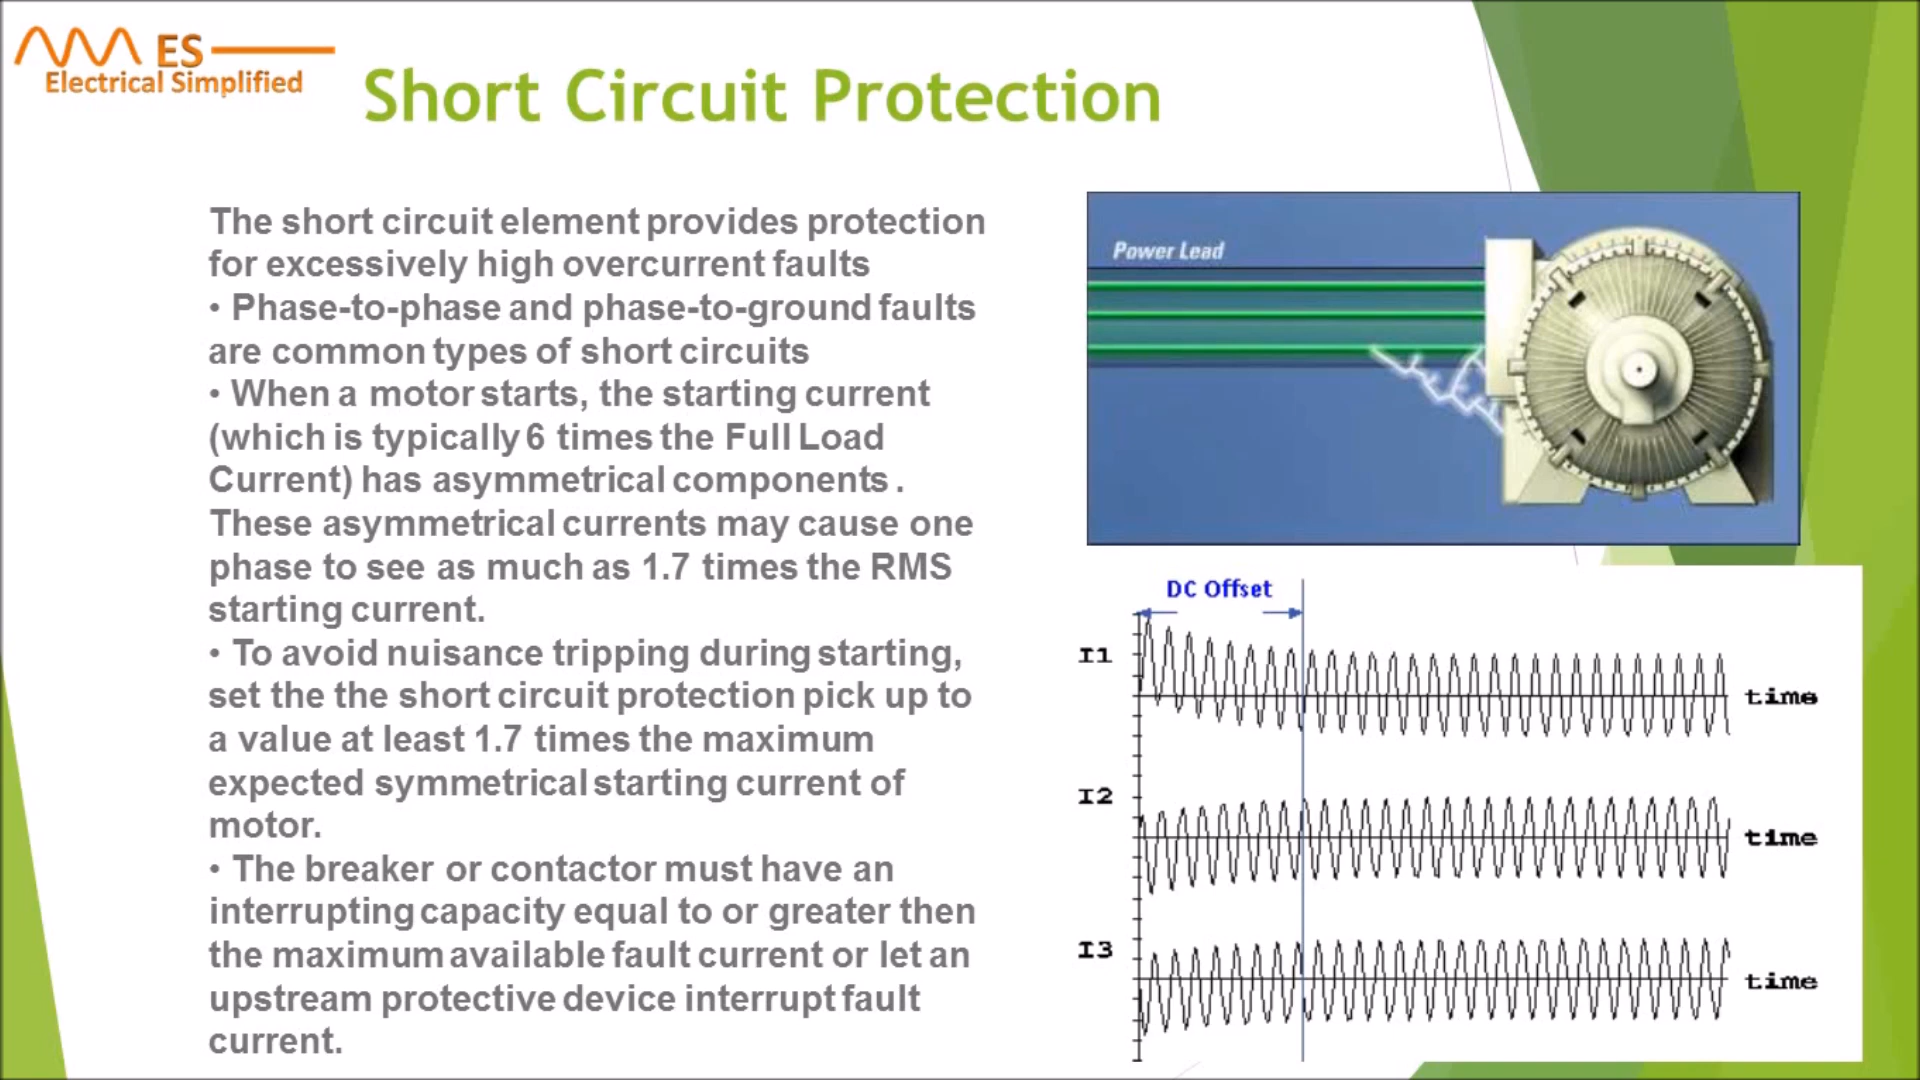 ES
Electrical Simplified
Short Circuit Protection
The short circuit element provides protection
for excessively high overcurrent faults
• Phase-to-phase and phase-to-ground faults
are common types of short circuits
• When a motor starts, the starting current
(which is typically 6 times the Full Load
Current) has asymmetrical components .
These asymmetrical currents may cause one
phase to see as much as 1.7 times the RMS
starting current.
• To avoid nuisance tripping during starting,
set the the short circuit protection pick up to
a value at least 1.7 times the maximum
expected symmetrical starting current of
motor.
• The breaker or contactor must have an
interrupting capacity equal to or greater then
the maximum available fault current or let an
upstream protective device interrupt fault
current.
Power Lead
DC Offset
I1
time
I2
time
I3
time